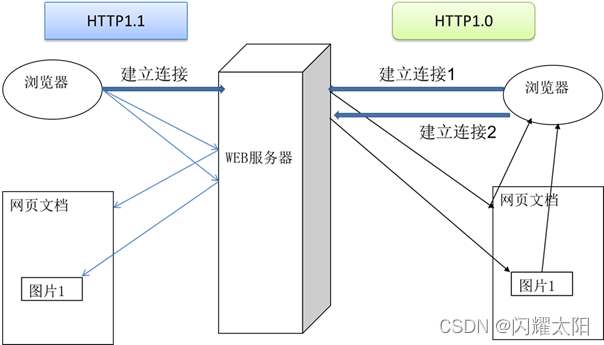 HTTP1.1
HTTP1.0
浏览器
建立连接
建立连接1
浏览器
建立连接2
WEB服务器
网页文档
网页文档
图片1
图片1
CSDN @闪耀太阳